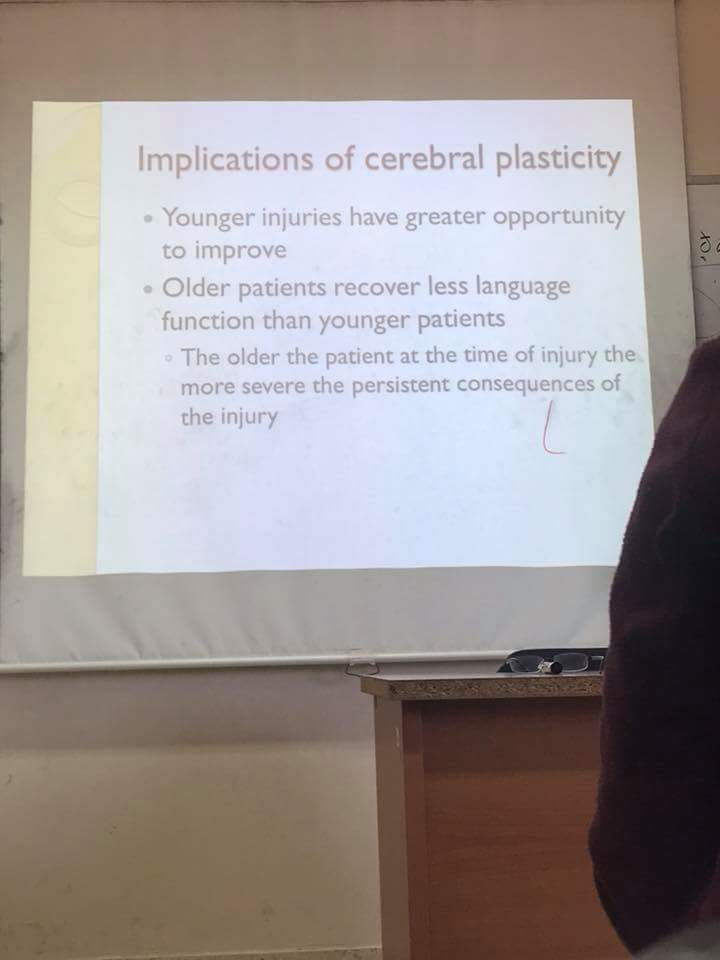 Implications of cerebral plasticity
• Younger injuries have greater opportunity
to improve
• Older patients recover less language
function than younger patients
◦ The older the patient at the time of injury the
more severe the persistent consequences of
the injury